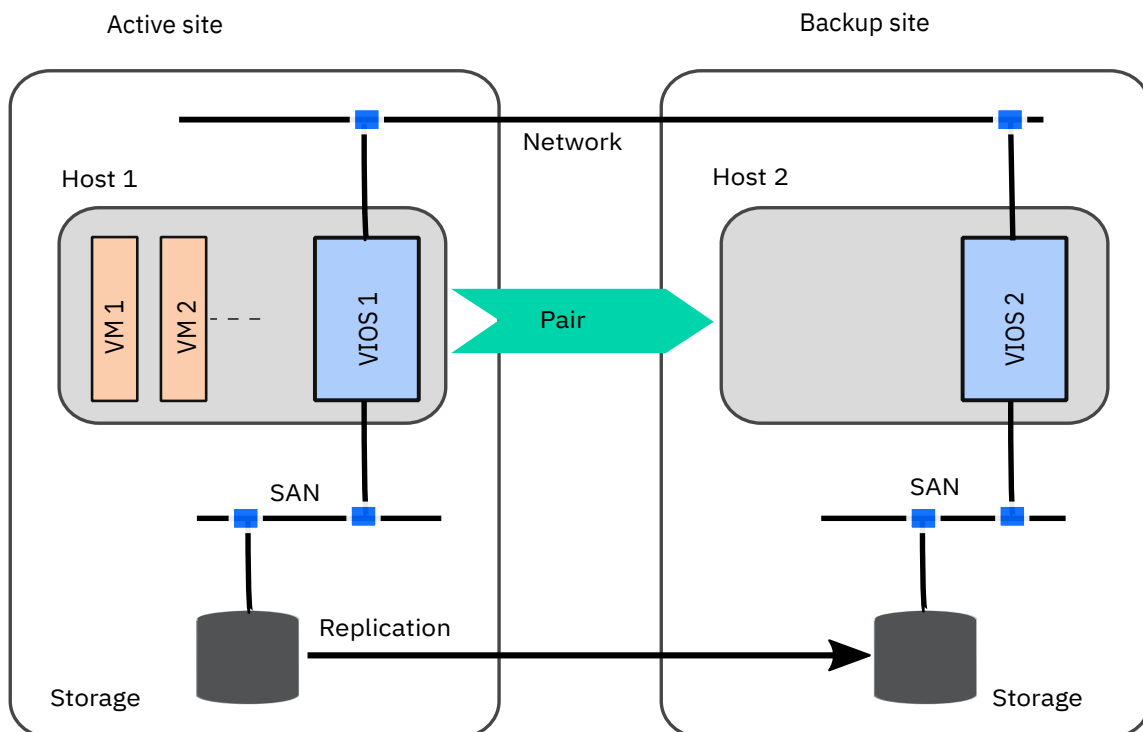 Active site
Backup site
Network
Host 1
Host 2
VM 1
VM 2
VIOS 1
Pair
VIOS 2
SAN
SAN
Replication
Storage
Storage